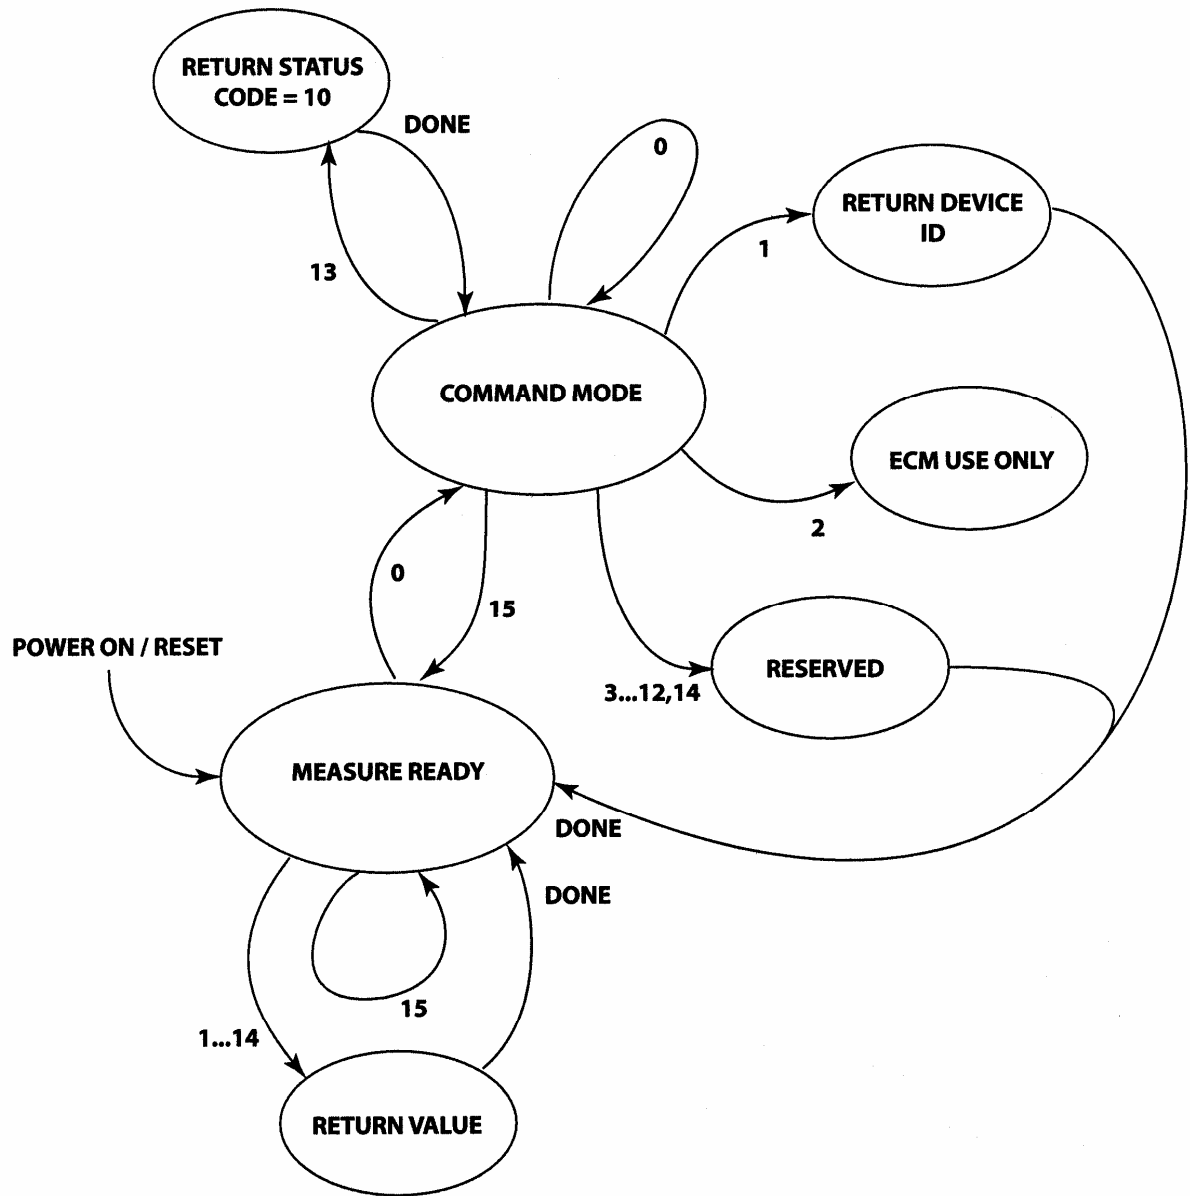 RETURN STATUS
CODE = 10
DONE
0
RETURN DEVICE
ID
1
13
COMMAND MODE
ECM USE ONLY
2
0
15
POWER ON / RESET
RESERVED
3...12,14
MEASURE READY
DONE
DONE
15
1...14
RETURN VALUE